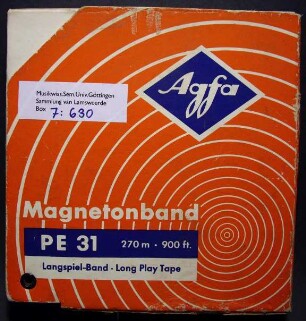 Musikwiss.Sem.Univ.Göttingen
Sammlung van Lamsweerde
Box 7: 630
Agfa
Magnetonband
PE 31 270 m · 900 ft.
Langspiel-Band · Long Play Tape